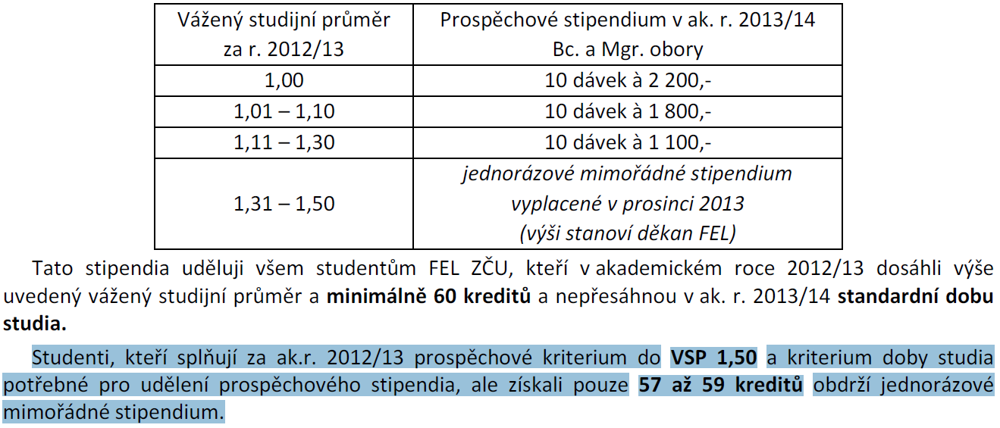 Vážený studijní průměr
za r. 2012/13
Prospěchové stipendium v ak. r. 2013/14
Bc. a Mgr. obory
1,00
10 dávek à 2 200,-
1,01 – 1,10
10 dávek à 1 800,-
1,11 – 1,30
10 dávek à 1 100,-
1,31 – 1,50
jednorázové mimořádné stipendium
vyplacené v prosinci 2013
(výši stanoví děkan FEL)
Tato stipendia uděluji všem studentům FEL ZČU, kteří v akademickém roce 2012/13 dosáhli výše
uvedený vážený studijní průměr a minimálně 60 kreditů a nepřesáhnou v ak. r. 2013/14 standardní dobu
studia.
Studenti, kteří splňují za ak.r. 2012/13 prospěchové kriterium do VSP 1,50 a kriterium doby studia
potřebné pro udělení prospěchového stipendia, ale získali pouze 57 až 59 kreditů obdrží jednorázové
mimořádné stipendium.